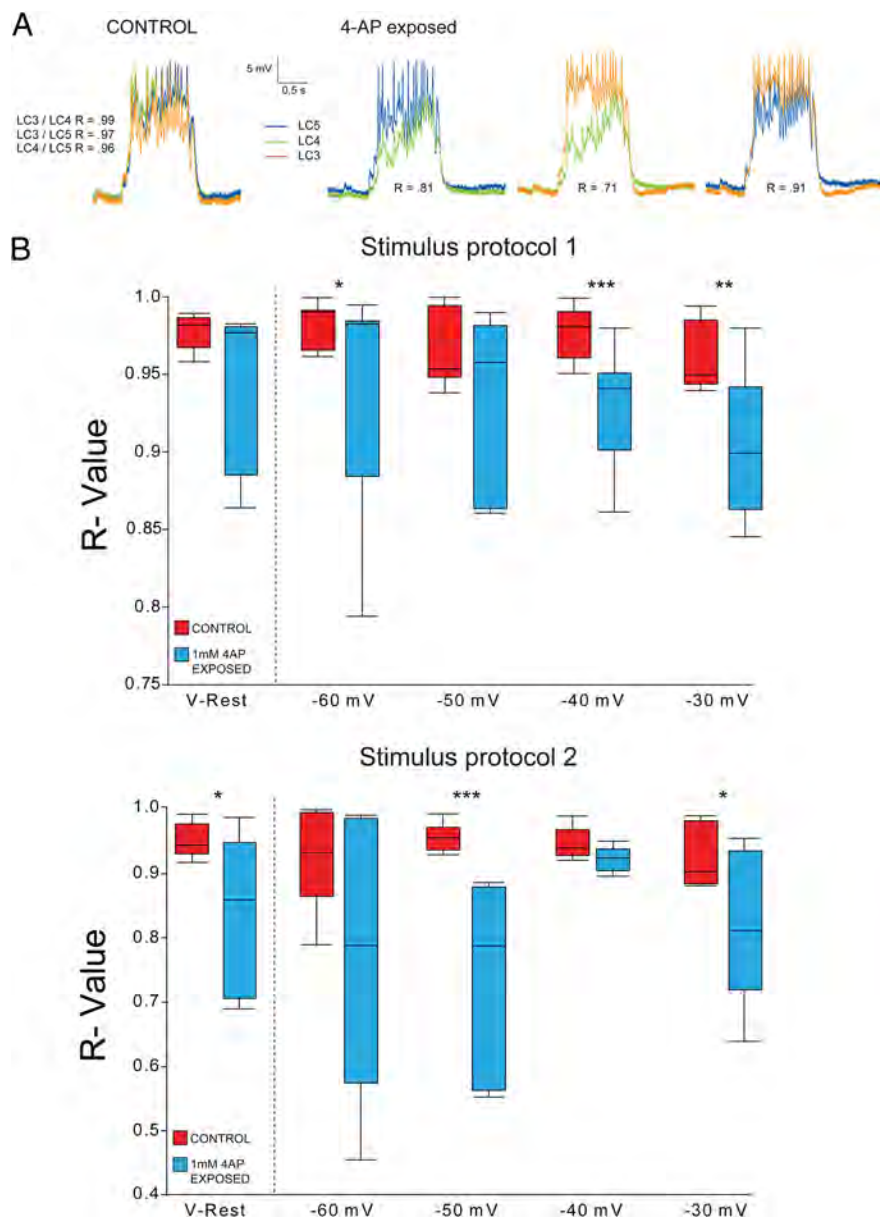 A
CONTROL
4-AP exposed
5 mV
0.5 s
LC3 / LC4 R = .99
LC3 / LC5 R = .97
LC4 / LC5 R = .96
LC5
LC4
LC3
R = .81
R = .71
R = .91
B
Stimulus protocol 1
* *** **
1.0
0.95
0.9
0.85
0.8
0.75
R- Value
CONTROL
1mM 4AP
EXPOSED
V-Rest -60 mV -50 mV -40 mV -30 mV
Stimulus protocol 2
* *** *
1.0
0.9
0.8
0.7
0.6
0.5
0.4
R- Value
CONTROL
1mM 4AP
EXPOSED
V-Rest -60 mV -50 mV -40 mV -30 mV